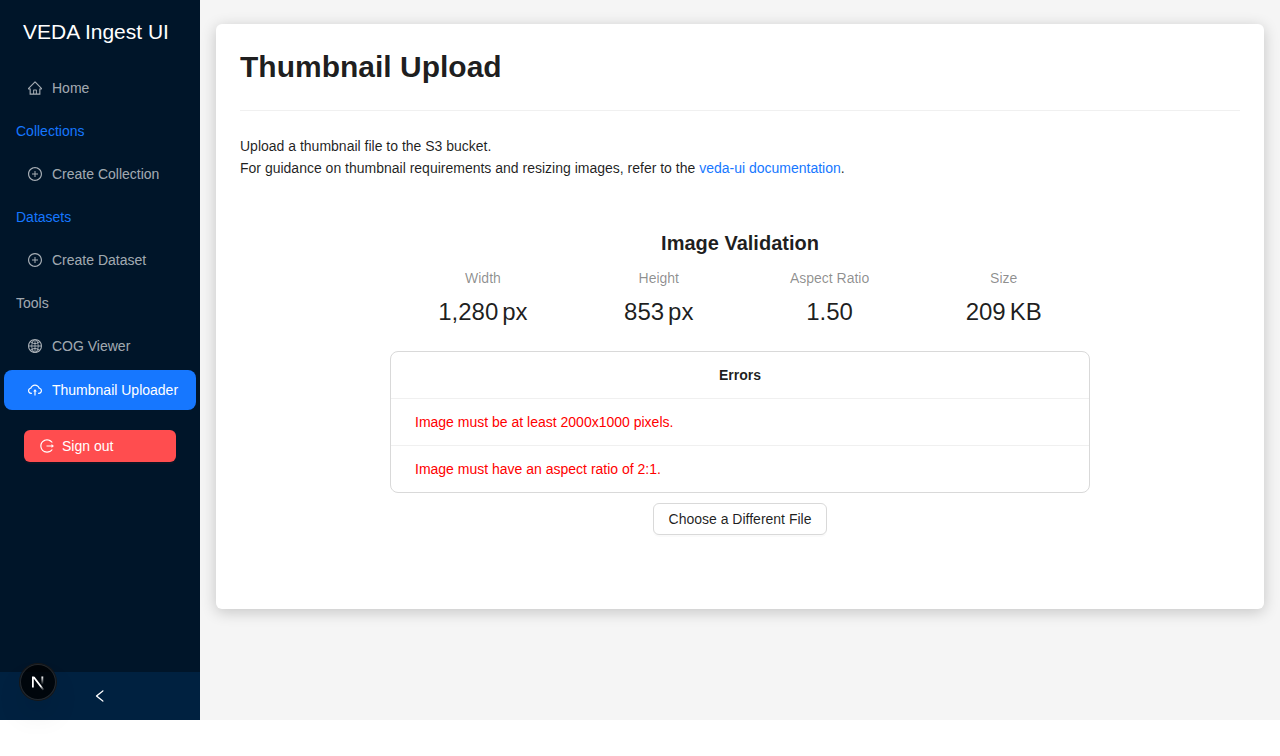 VEDA Ingest UI
Home
Collections
Create Collection
Datasets
Create Dataset
Tools
COG Viewer
Thumbnail Uploader
Sign out
N
Thumbnail Upload
Upload a thumbnail file to the S3 bucket.
For guidance on thumbnail requirements and resizing images, refer to the veda-ui documentation.
Image Validation
Width Height Aspect Ratio Size
1,280 px 853 px 1.50 209 KB
Errors
Image must be at least 2000x1000 pixels.
Image must have an aspect ratio of 2:1.
Choose a Different File